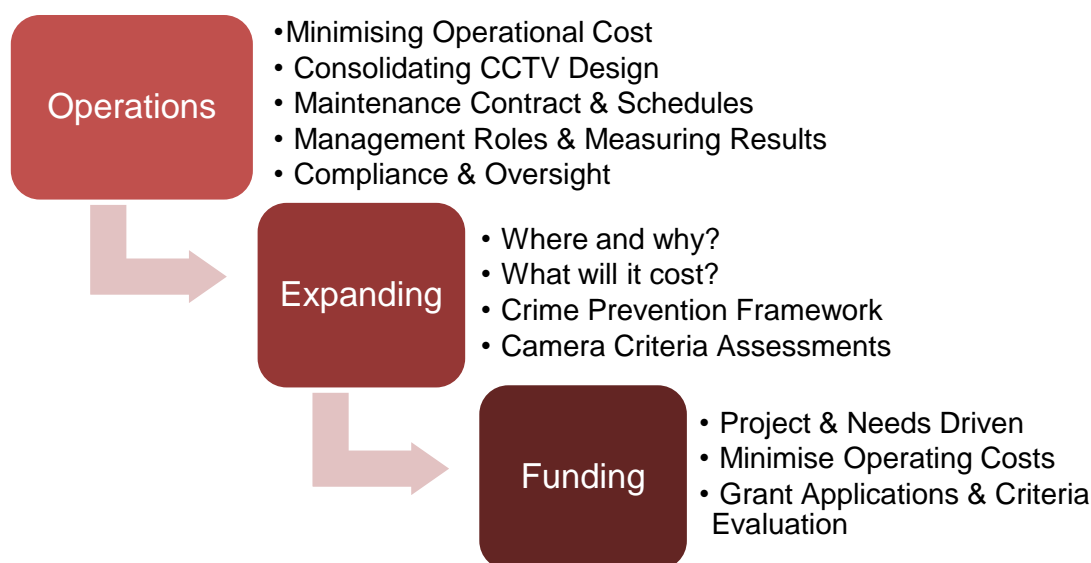 Operations
•Minimising Operational Cost
• Consolidating CCTV Design
• Maintenance Contract & Schedules
• Management Roles & Measuring Results
• Compliance & Oversight
Expanding
• Where and why?
• What will it cost?
• Crime Prevention Framework
• Camera Criteria Assessments
Funding
• Project & Needs Driven
• Minimise Operating Costs
• Grant Applications & Criteria
Evaluation